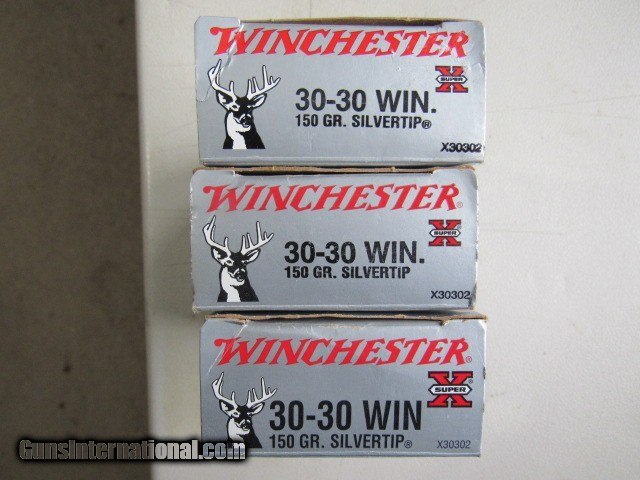 WINCHESTER
X
SUPER
30-30 WIN.
150 GR. SILVERTIP®
X30302
WINCHESTER®
X
SUPER
30-30 WIN.
150 GR. SILVERTIP
X30302
WINCHESTER®
X®
SUPER
30-30 WIN
150 GR. SILVERTIP®
X30302
GunsInternational.com